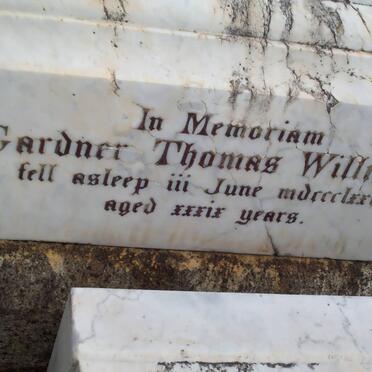 In Memoriam
Gardner Thomas
fell asleep iii June
aged xxxix years.